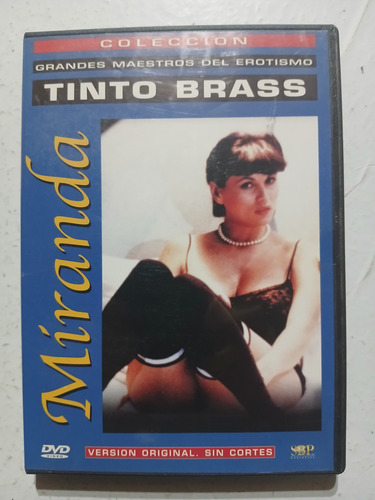 COLECCION
GRANDES MAESTROS DEL EROTISMO
TINTO BRASS
Miranda
DVD
VIDEO
VERSION ORIGINAL. SIN CORTES